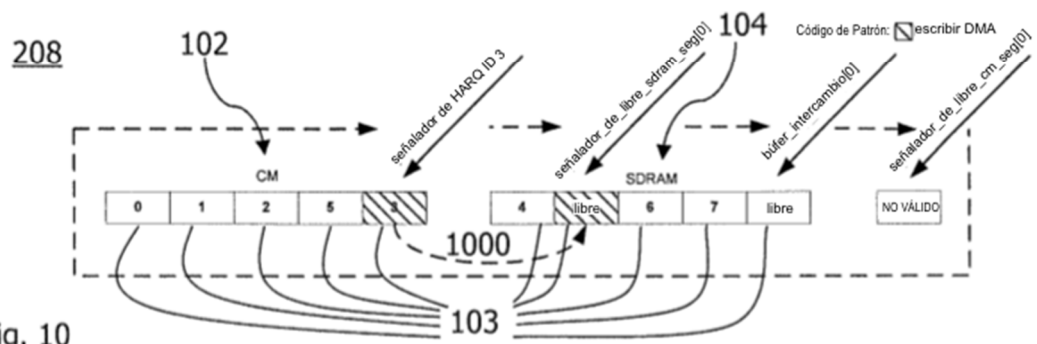 208
102
señalador de HARQ ID 3
señalador_de_libre_sdram_seg[0]
104
Código de Patrón: escribir DMA
búfer_intercambio[0]
señalador_de_libre_cm_seg[0]
CM
SDRAM
0 1 2 5 3
4 libre 6 7 libre
NO VÁLIDO
1000
103
ig. 10